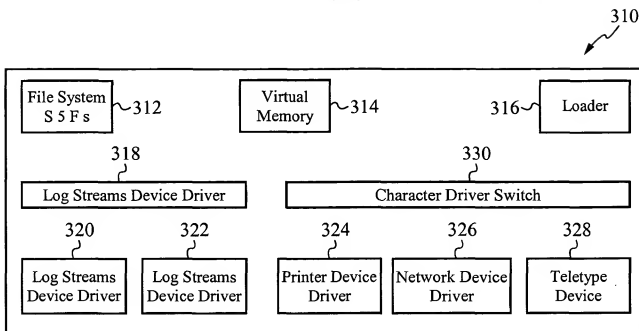 310
File System
S 5 F s
312
Virtual
Memory
314
316
Loader
318
330
Log Streams Device Driver
Character Driver Switch
320
322
324
326
328
Log Streams
Device Driver
Log Streams
Device Driver
Printer Device
Driver
Network Device
Driver
Teletype
Device